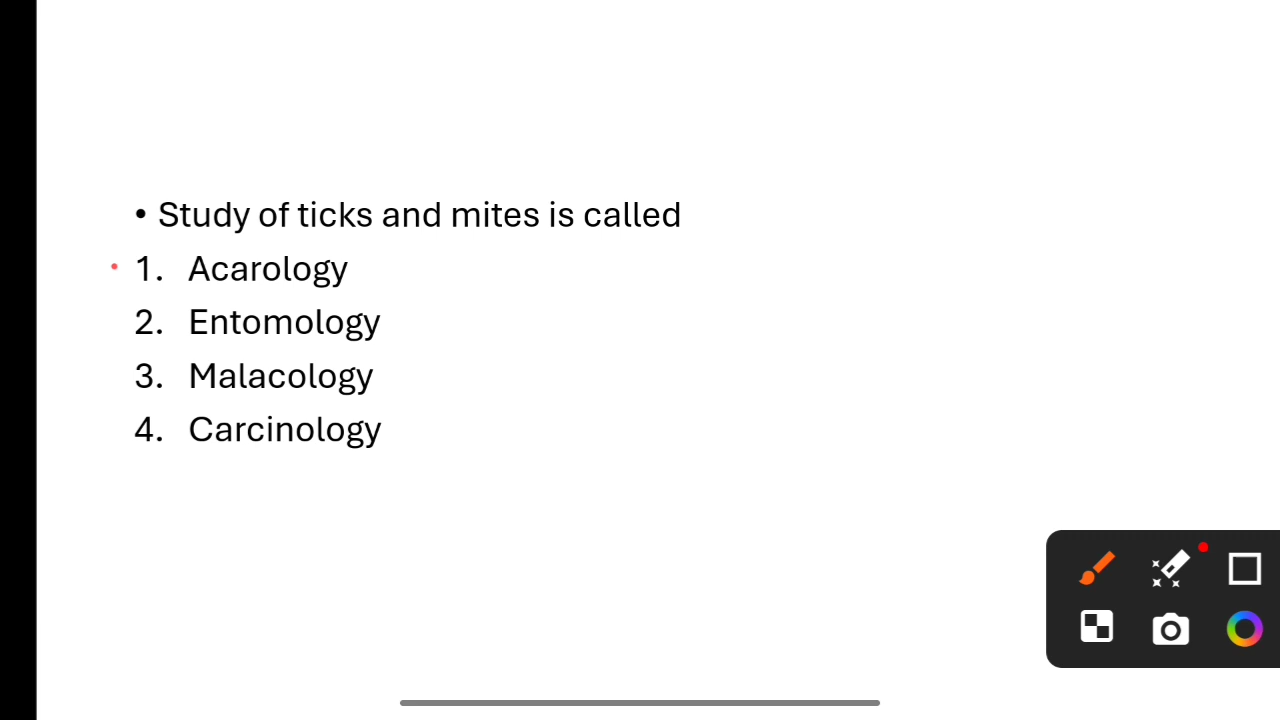 • Study of ticks and mites is called
1. Acarology
2. Entomology
3. Malacology
4. Carcinology